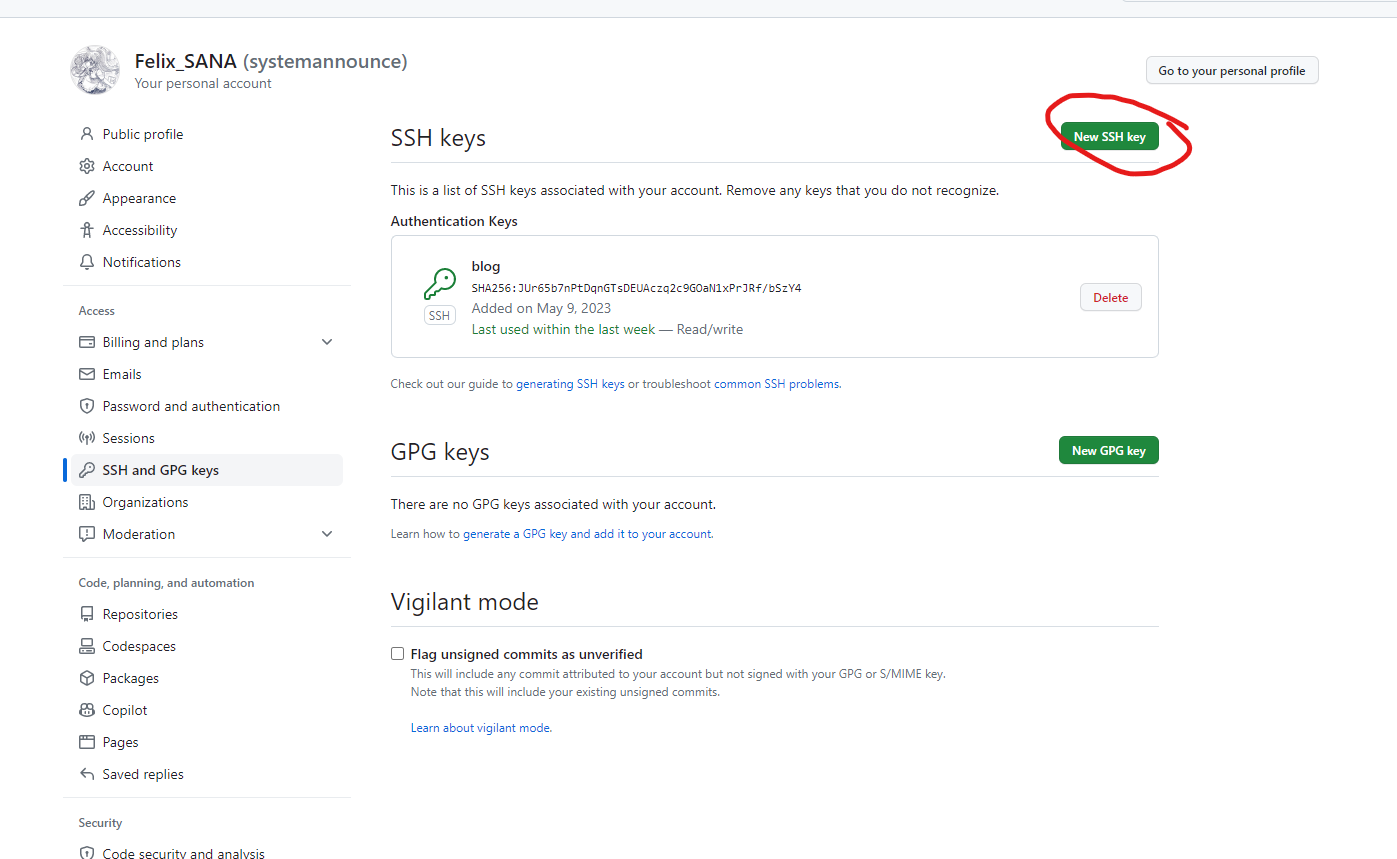 Felix_SANA (systemannounce)
Your personal account
Go to your personal profile
Public profile
Account
Appearance
Accessibility
Notifications
Access
Billing and plans
Emails
Password and authentication
Sessions
SSH and GPG keys
Organizations
Moderation
Code, planning, and automation
Repositories
Codespaces
Packages
Copilot
Pages
Saved replies
Security
Code security and analysis
SSH keys
New SSH key
This is a list of SSH keys associated with your account. Remove any keys that you do not recognize.
Authentication Keys
blog
SHA256:JUr65b7nPtDqnGTsDEUAczq2c9GOaN1xPrJRf/bSzY4
Added on May 9, 2023
Last used within the last week — Read/write
SSH
Delete
Check out our guide to generating SSH keys or troubleshoot common SSH problems.
GPG keys
New GPG key
There are no GPG keys associated with your account.
Learn how to generate a GPG key and add it to your account.
Vigilant mode
Flag unsigned commits as unverified
This will include any commit attributed to your account but not signed with your GPG or S/MIME key.
Note that this will include your existing unsigned commits.
Learn about vigilant mode.